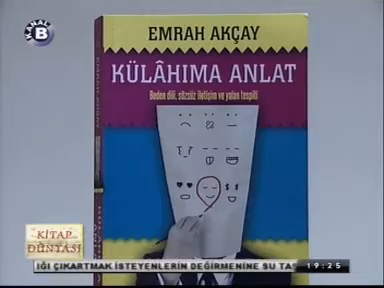 KANAL
B
EMRAH AKÇAY
KÜLÂHIMA ANLAT
Beden dili, sözsüz iletişim ve yalan tespiti
KİTAP
DÜNYASI
IĞI ÇIKARTMAK İSTEYENLERİN DEĞİRMENİNE SU TAŞ
19:25